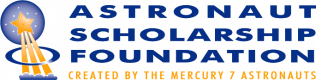 ASTRONAUT
SCHOLARSHIP
FOUNDATION
CREATED BY THE MERCURY 7 ASTRONAUTS